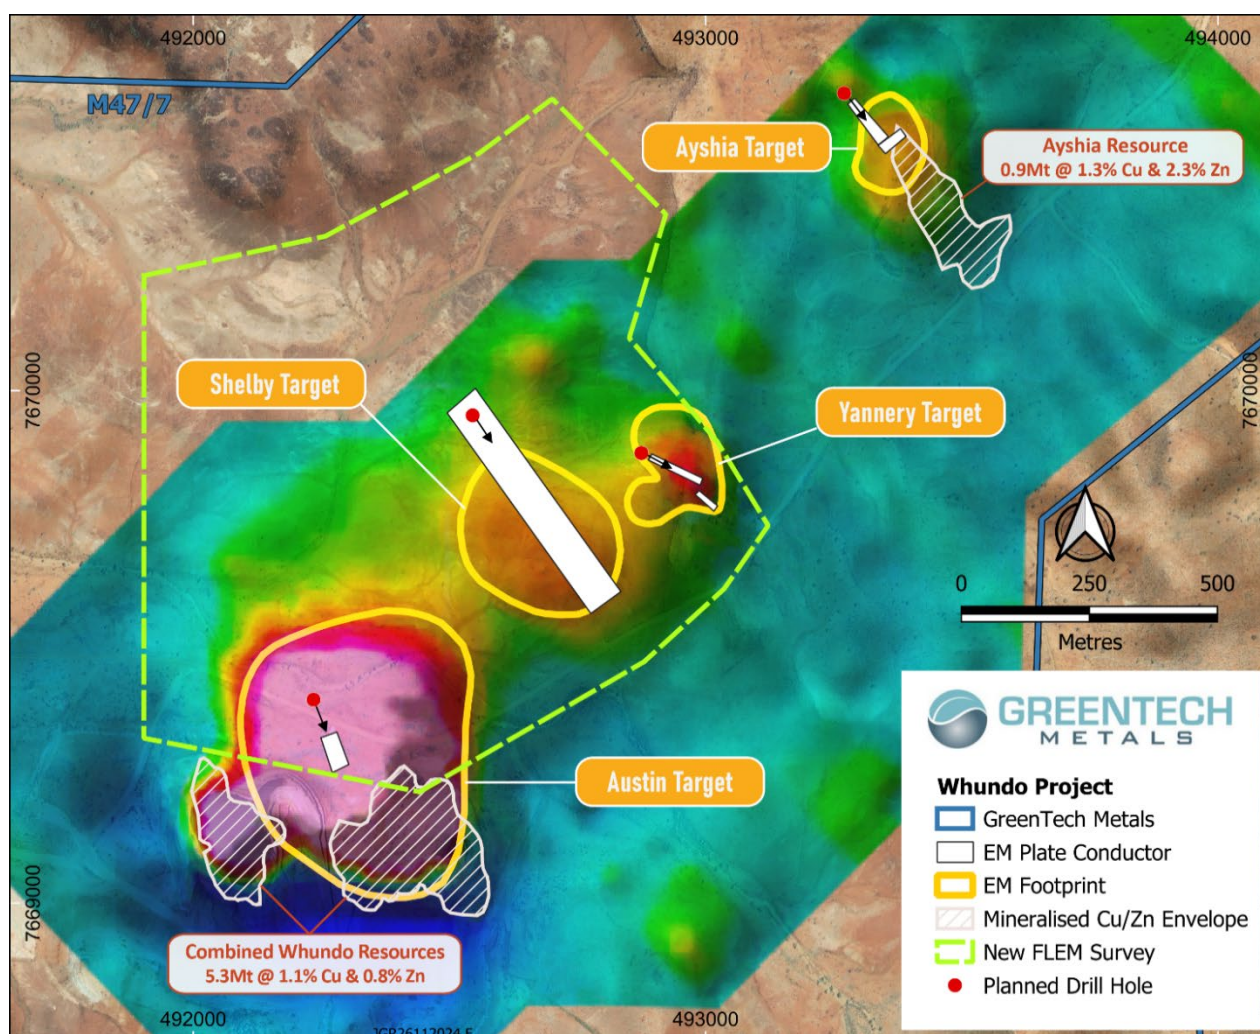 492000
493000
494000
M47/7
Ayshia Target
Ayshia Resource
0.9Mt @ 1.3% Cu & 2.3% Zn
7670000
7670000
Shelby Target
Yannery Target
0
250
500
Metres
Austin Target
7669000
Combined Whundo Resources
5.3Mt @ 1.1% Cu & 0.8% Zn
GREENTECH
METALS
Whundo Project
GreenTech Metals
EM Plate Conductor
EM Footprint
Mineralised Cu/Zn Envelope
New FLEM Survey
Planned Drill Hole
492000
493000